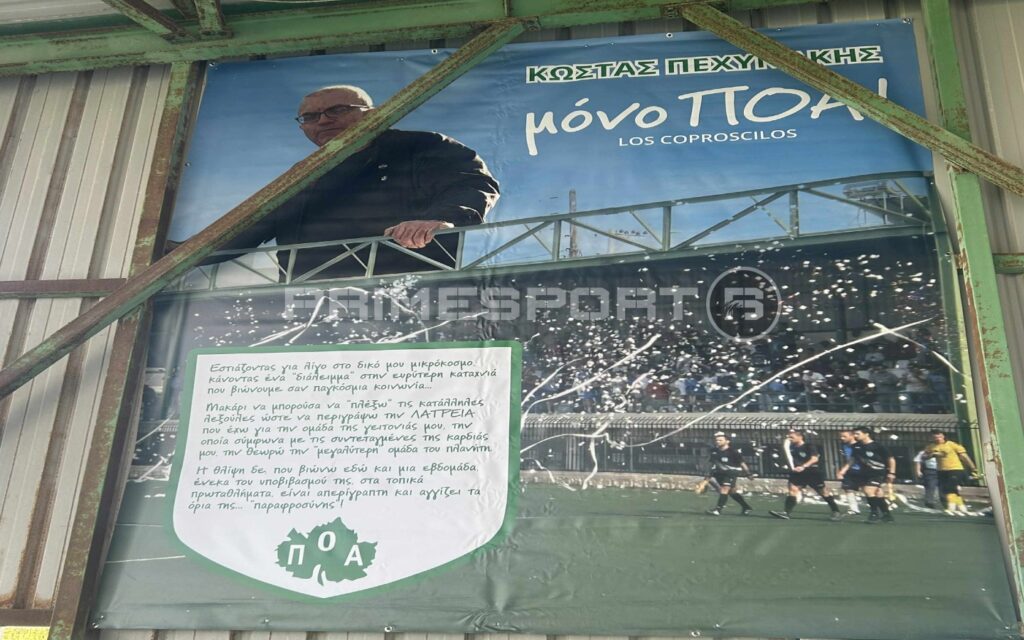 ΚΩΣΤΑΣ
μόνο ΠΟΑ!
LOS COPROSCILOS
PRIMESPORT
Εστιάζοντας για λίγο στο δικό μου μικρόκοσμο,
κάνοντας ένα "διάλειμμα" στην ευρύτερη καταχνιά
που βιώνουμε σαν παγκόσμια κοινωνία...
Μακάρι να μπορούσα να "πλέξω" τις κατάλληλες
λεξούλες ώστε να περιγράψω την ΛΑΤΡΕΙΑ
που έχω για την ομάδα της γειτονιάς μου, την
οποία σύμφωνα με τις συντεταγμένες της καρδιάς
μου, την θεωρώ την "μεγαλύτερη" ομάδα του πλανήτη.
Η θλίψη δε, που βιώνω εδώ και μια εβδομάδα,
ένεκα του υποβιβασμού της, στα τοπικά
πρωταθλήματα, είναι απερίγραπτη και αγγίζει τα
όρια της... "παραφροσύνης"!
ΠΟΑ